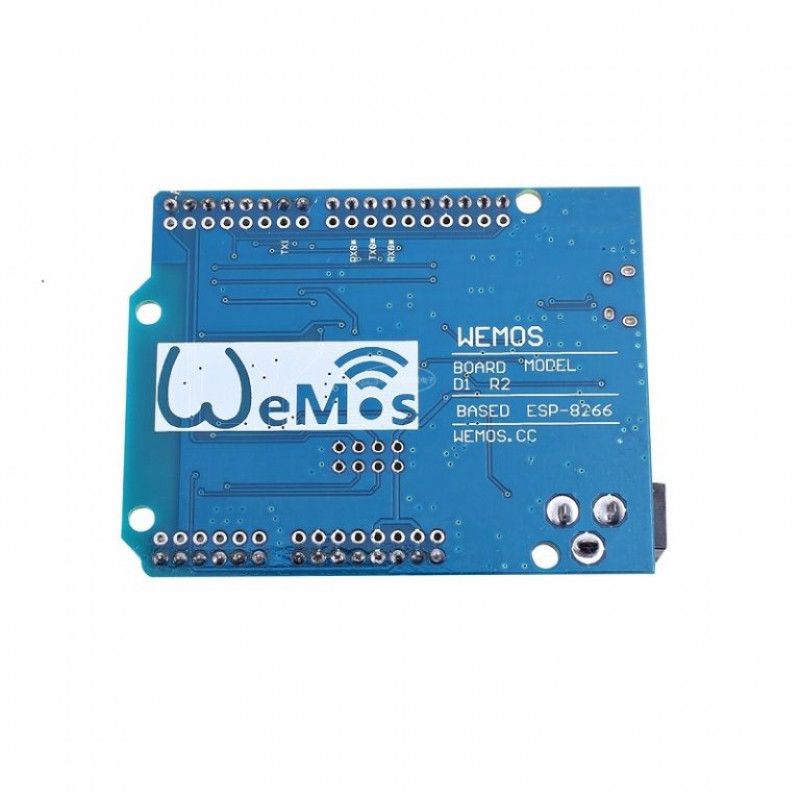 TX1
RX0
TX0
RX0
WEMOS
BOARD MODEL
D1 R2
BASED ESP-8266
WEMOS.CC
WeMos